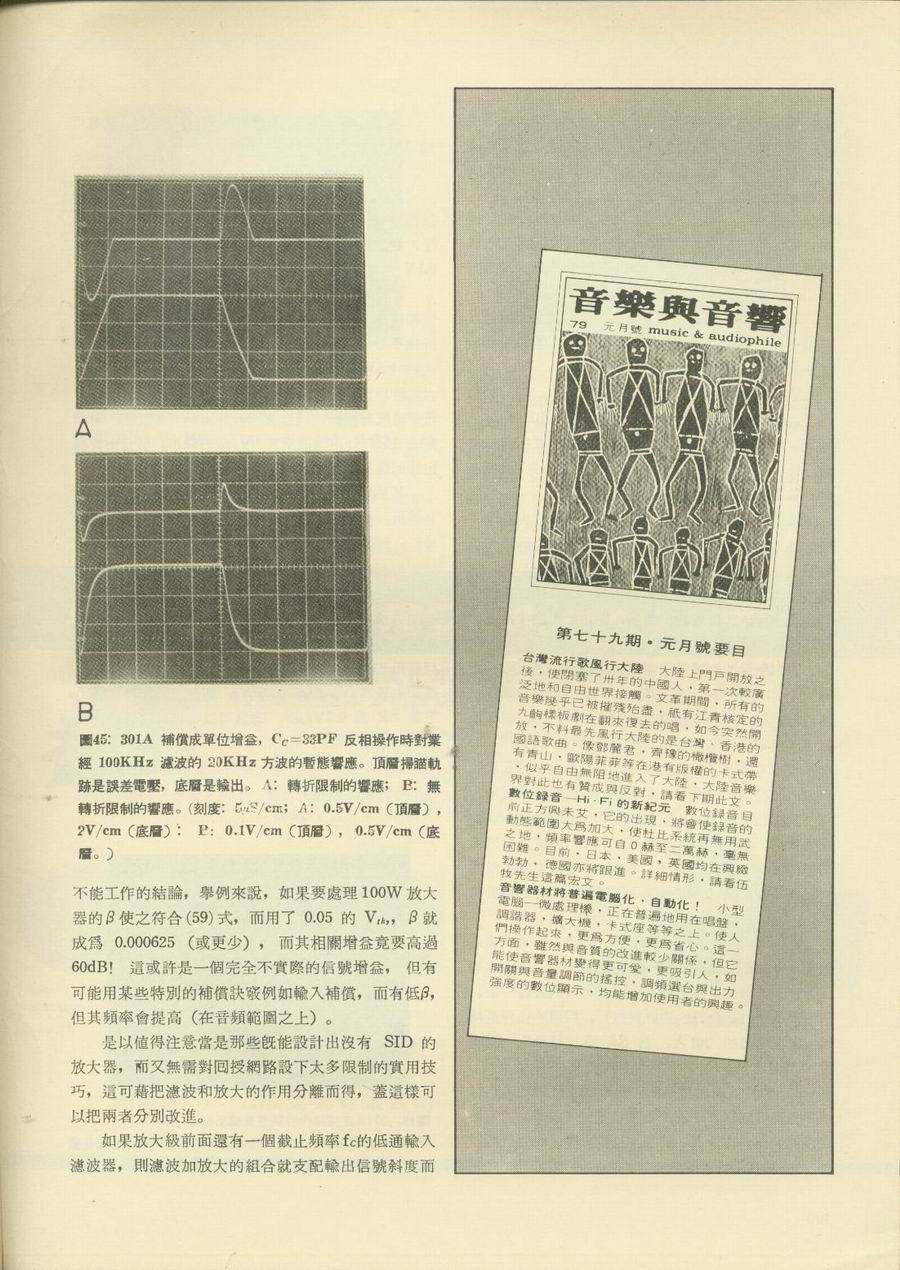 A
B
圖45: 301A 補償成單位增益, Cc=33PF 反相操作時對業
經 100KHz 濾波的 20KHz 方波的暫態響應。頂層掃瞄軌
跡是誤差電壓, 底層是輸出。 A: 轉折限制的響應; B: 無
轉折限制的響應。(刻度: 5μS/cm; A: 0.5V/cm (頂層) ,
2V/cm (底層) : B: 0.1V/cm (頂層) , 0.5V/cm (底
層。)
不能工作的結論, 舉例來說, 如果要處理100W 放大
器的β使之符合(59)式, 而用了 0.05 的 Vth,, β就
成爲 0.000625 (或更少) , 而其相關增益竟要高過
60dB! 這或許是一個完全不實際的信號增益, 但有
可能用某些特別的補償訣竅例如輸入補償, 而有低β,
但其頻率會提高 (在音頻範圍之上) 。
是以值得注意當是那些旣能設計出沒有 SID 的
放大器, 而又無需對回授網路設下太多限制的實用技
巧, 這可藉把濾波和放大的作用分離而得, 蓋這樣可
以把兩者分別改進。
如果放大級前面還有一個截止頻率fc的低通輸入
濾波器, 則濾波加放大的組合就支配輸出信號斜度而
音樂與音響
79 元月號 music & audiophile
第七十九期・元月號要目
台灣流行歌風行大陸 大陸上門戶開放之
後,使閉塞了卅年的中國人,第一次較廣
泛地和自由世界接觸。文革期間,所有的
音樂幾乎已被摧殘殆盡,祇有江青核定的
九齣樣板劇在翻來復去的唱,如今突然開
放,不料最先風行大陸的是台灣、香港的
國語歌曲。像鄧麗君,齊豫的橄欖樹,還
有青山,歐陽菲菲等在港有版權的卡式帶
,似乎自由無阻地進入了大陸,大陸音樂
界對此也有贊成與反對,請看下期此文。
數位錄音—Hi-Fi的新紀元 數位錄音目
前正方興未艾,它的出現,將會使錄音的
動態範圍大爲加大,使杜比系統再無用武
之地,頻率響應可自0赫至二萬赫,毫無
困難。目前,日本,美國,英國均在興緻
勃勃,德國亦將跟進。詳細情形,請看伍
牧先生這篇宏文。
音響器材將普遍電腦化,自動化! 小型
電腦—微處理機,正在普遍地用在唱盤,
調諧器,擴大機,卡式座等等之上。使人
們操作起來,更爲方便,更爲省心。這一
方面,雖然與音質的改進較少關係,但它
能使音響器材變得更可愛,更吸引人,如
開關與音量調節的搖控,調頻選台與出力
強度的數位顯示,均能增加使用者的興趣。